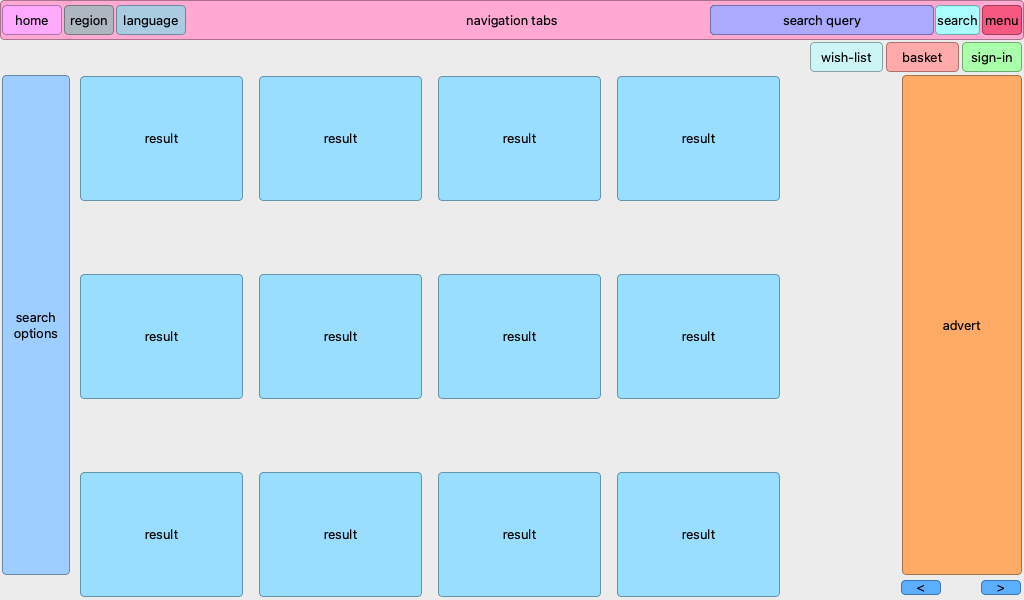 home
region
language
navigation tabs
search query
search
menu
wish-list
basket
sign-in
search
options
result
result
result
result
result
result
result
result
result
result
result
result
advert
<
>